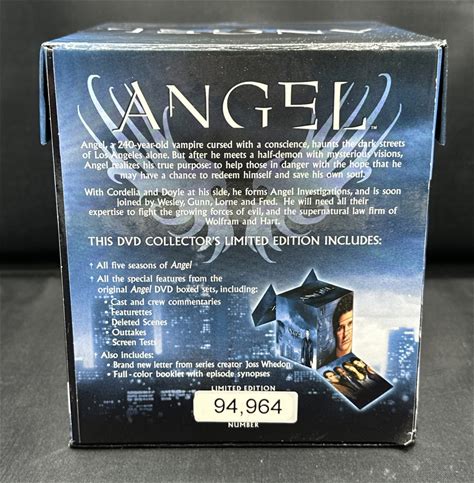 ANGEL
ANGEL™
Angel, a 240-year-old vampire cursed with a conscience, haunts the dark streets
of Los Angeles alone. But after he meets a half-demon with mysterious visions,
Angel realizes his true purpose to help those in danger with the hope that he
may have a chance to redeem himself and save his own soul.
With Cordelia and Doyle at his side, he forms Angel Investigations, and is soon
joined by Wesley, Gunn, Lorne and Fred. He will need all their
expertise to fight the growing forces of evil, and the supernatural law firm of
Wolfram and Hart.
THIS DVD COLLECTOR'S LIMITED EDITION INCLUDES:
† All five seasons of Angel
† All the special features from the
original Angel DVD boxed sets, including:
• Cast and crew commentaries
• Featurettes
• Deleted Scenes
• Outtakes
• Screen Tests
† Also includes:
• Brand new letter from series creator Joss Whedon
• Full-color booklet with episode synopses
LIMITED EDITION
94,964
NUMBER